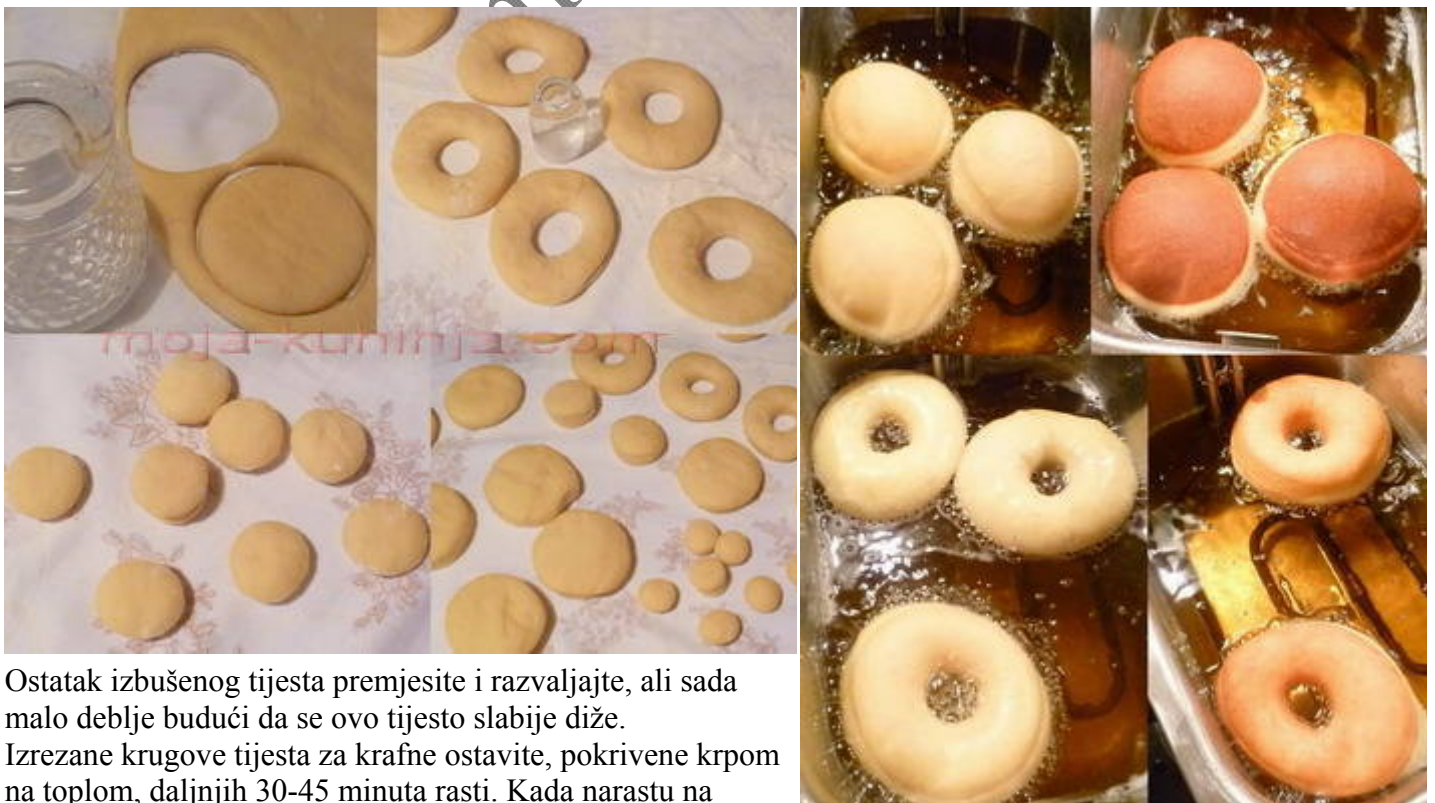 moja-kuhinja.com
Ostatak izbušenog tijesta premjesite i razvaljajte, ali sada
malo deblje budući da se ovo tijesto slabije diže.
Izrezane krugove tijesta za krafne ostavite, pokrivene krpom
na toplom, daljnjih 30-45 minuta rasti. Kada narastu na